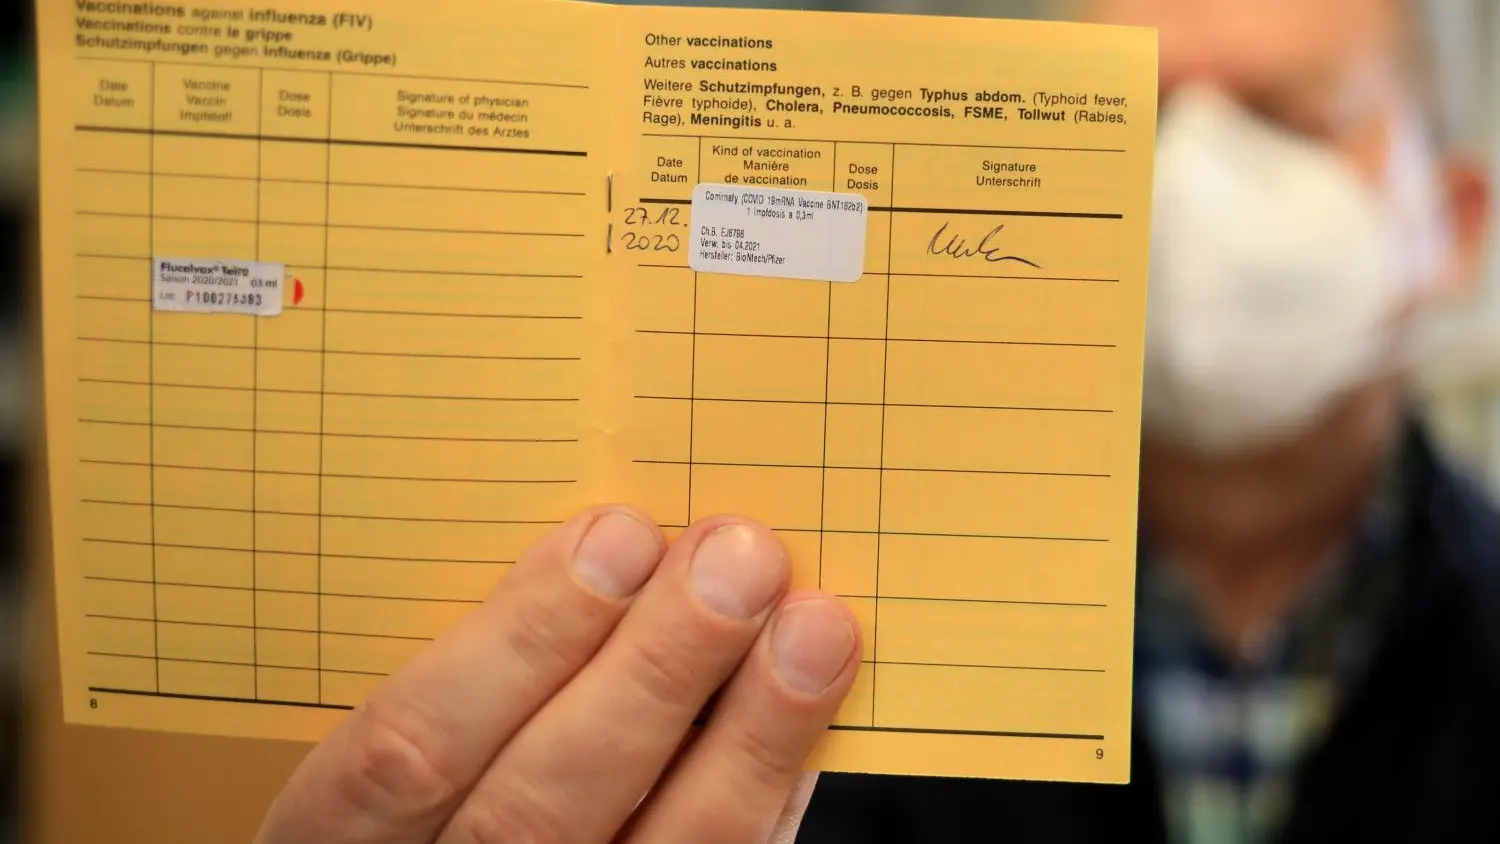 Vaccinations against influenza (FIV)
Vaccinations contre le grippe
Schutzimpfungen gegen Influenza (Grippe)
Date
Datum
Vaccine
Vaccin
Impfstoff
Dose
Dosis
Signature of physician
Signature du médecin
Unterschrift des Arztes
Flucelvax® Tetra
Saison 2020/2021 0,5 ml
Lot:
8
Other vaccinations
Autres vaccinations
Weitere Schutzimpfungen, z. B. gegen Typhus abdom. (Typhoid fever,
Fièvre typhoide), Cholera, Pneumococcosis, FSME, Tollwut (Rabies,
Rage), Meningitis u. a.
Date
Datum
Kind of vaccination
Manière
de vaccination
Dose
Dosis
Signature
Unterschrift
27.12.
2020
Comirnaty (COVID 19mRNA Vaccine BNT162b2)
1 Impfdosis a 0,3ml
Ch.B. EJ6796
Verw. bis 04.2021
Hersteller: BioNtech/Pfizer
9